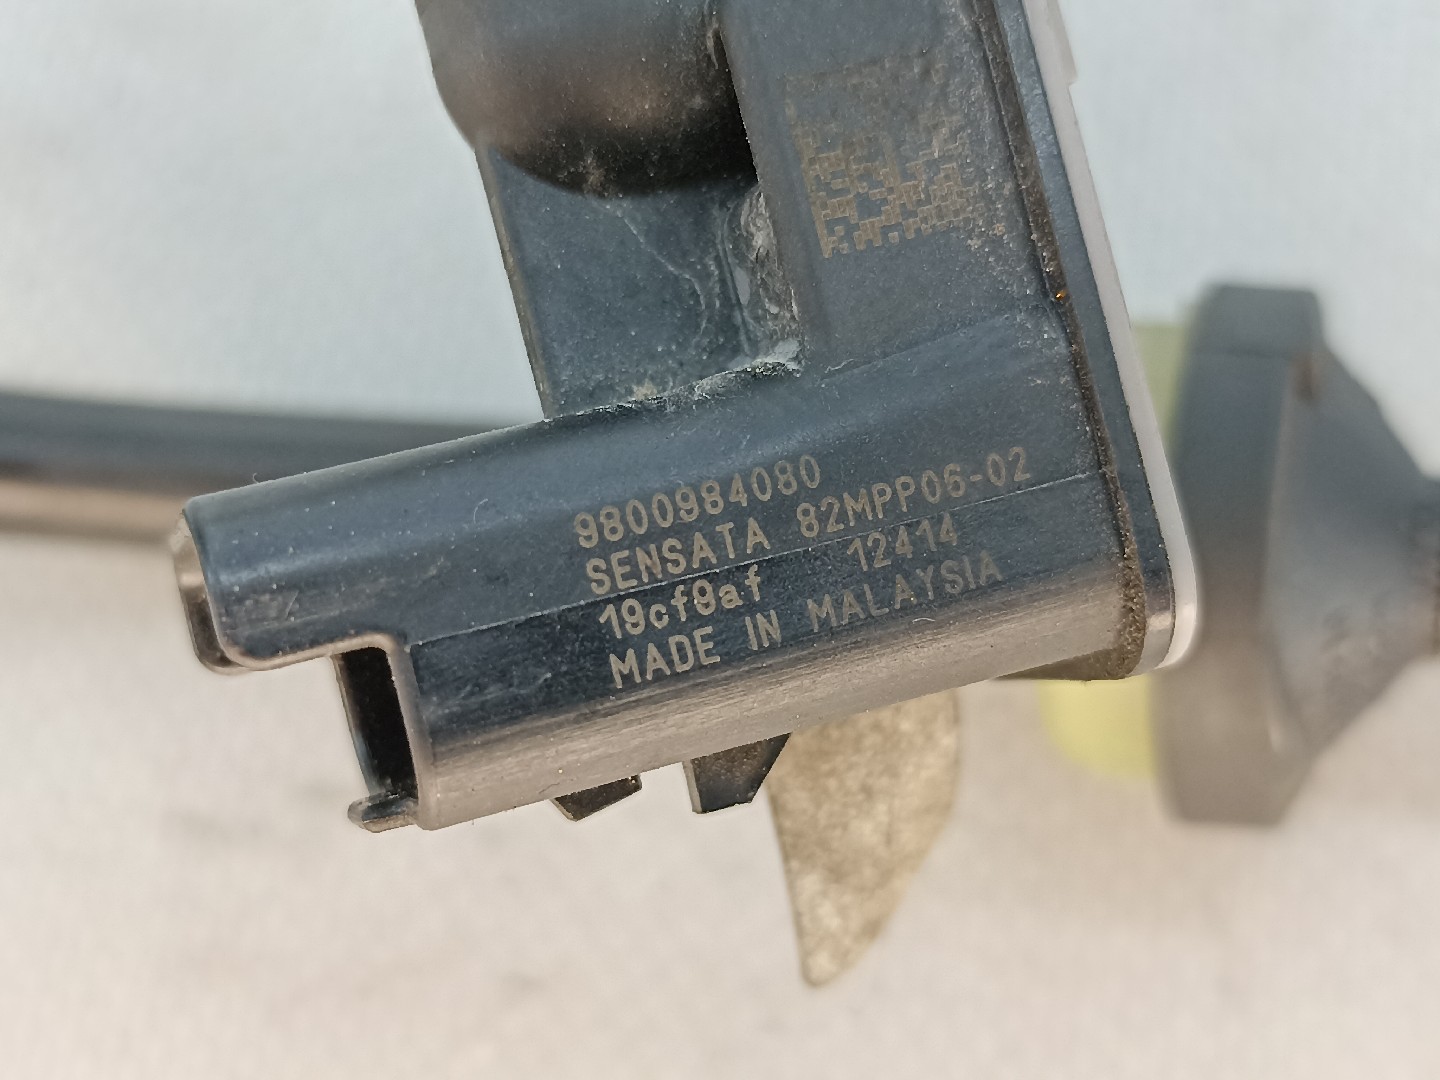 9800984080
SENSATA 82MPP06-02
19cf9af 12414
MADE IN MALAYSIA